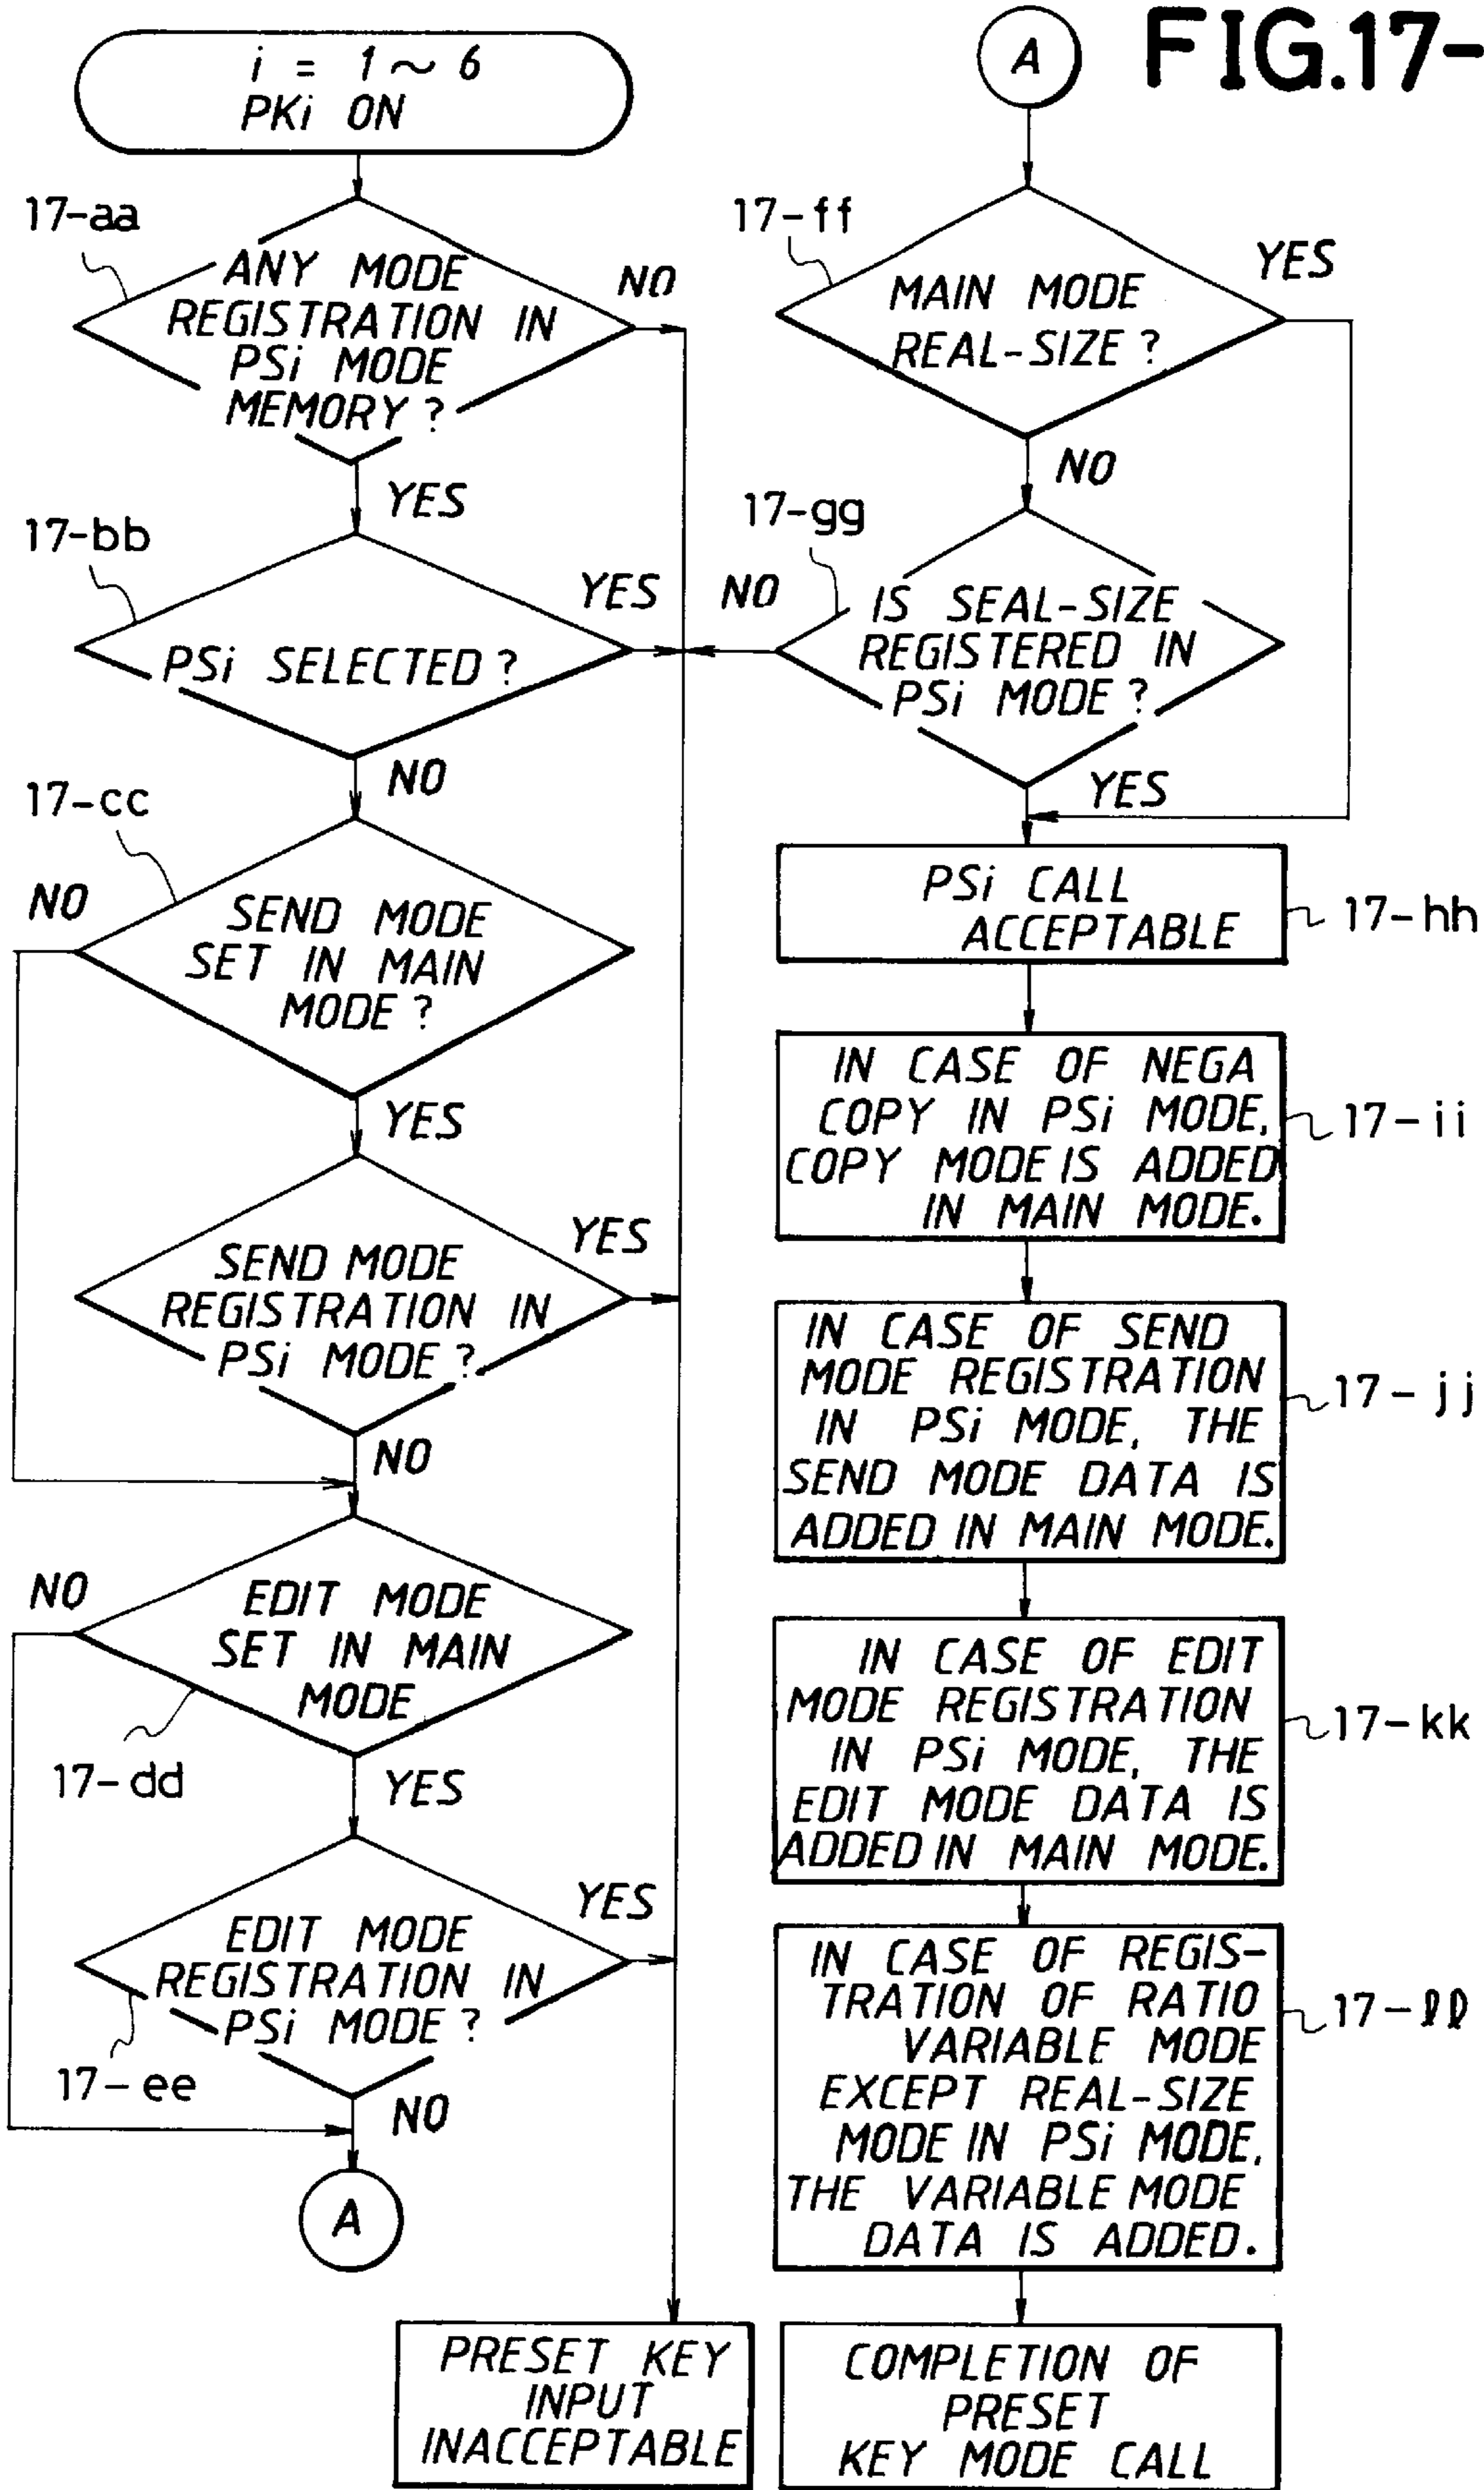 FIG.17-
i = 1 ~ 6
PKi ON
17-aa
ANY MODE
REGISTRATION IN
PSi MODE
MEMORY ?
NO
YES
17-bb
PSi SELECTED ?
YES
NO
17-cc
SEND MODE
SET IN MAIN
MODE ?
NO
YES
SEND MODE
REGISTRATION IN
PSi MODE ?
YES
NO
EDIT MODE
SET IN MAIN
MODE
NO
17-dd
YES
EDIT MODE
REGISTRATION IN
PSi MODE ?
YES
17-ee
NO
A
PRESET KEY
INPUT
INACCEPTABLE
A
17-ff
MAIN MODE
REAL-SIZE ?
YES
NO
17-gg
IS SEAL-SIZE
REGISTERED IN
PSi MODE ?
NO
YES
PSi CALL
ACCEPTABLE
17-hh
IN CASE OF NEGA
COPY IN PSi MODE,
COPY MODE IS ADDED
IN MAIN MODE.
17-ii
IN CASE OF SEND
MODE REGISTRATION
IN PSi MODE, THE
SEND MODE DATA IS
ADDED IN MAIN MODE.
17-jj
IN CASE OF EDIT
MODE REGISTRATION
IN PSi MODE, THE
EDIT MODE DATA IS
ADDED IN MAIN MODE.
17-kk
IN CASE OF REGIS-
TRATION OF RATIO
VARIABLE MODE
EXCEPT REAL-SIZE
MODE IN PSi MODE,
THE VARIABLE MODE
DATA IS ADDED.
17-ll
COMPLETION OF
PRESET
KEY MODE CALL